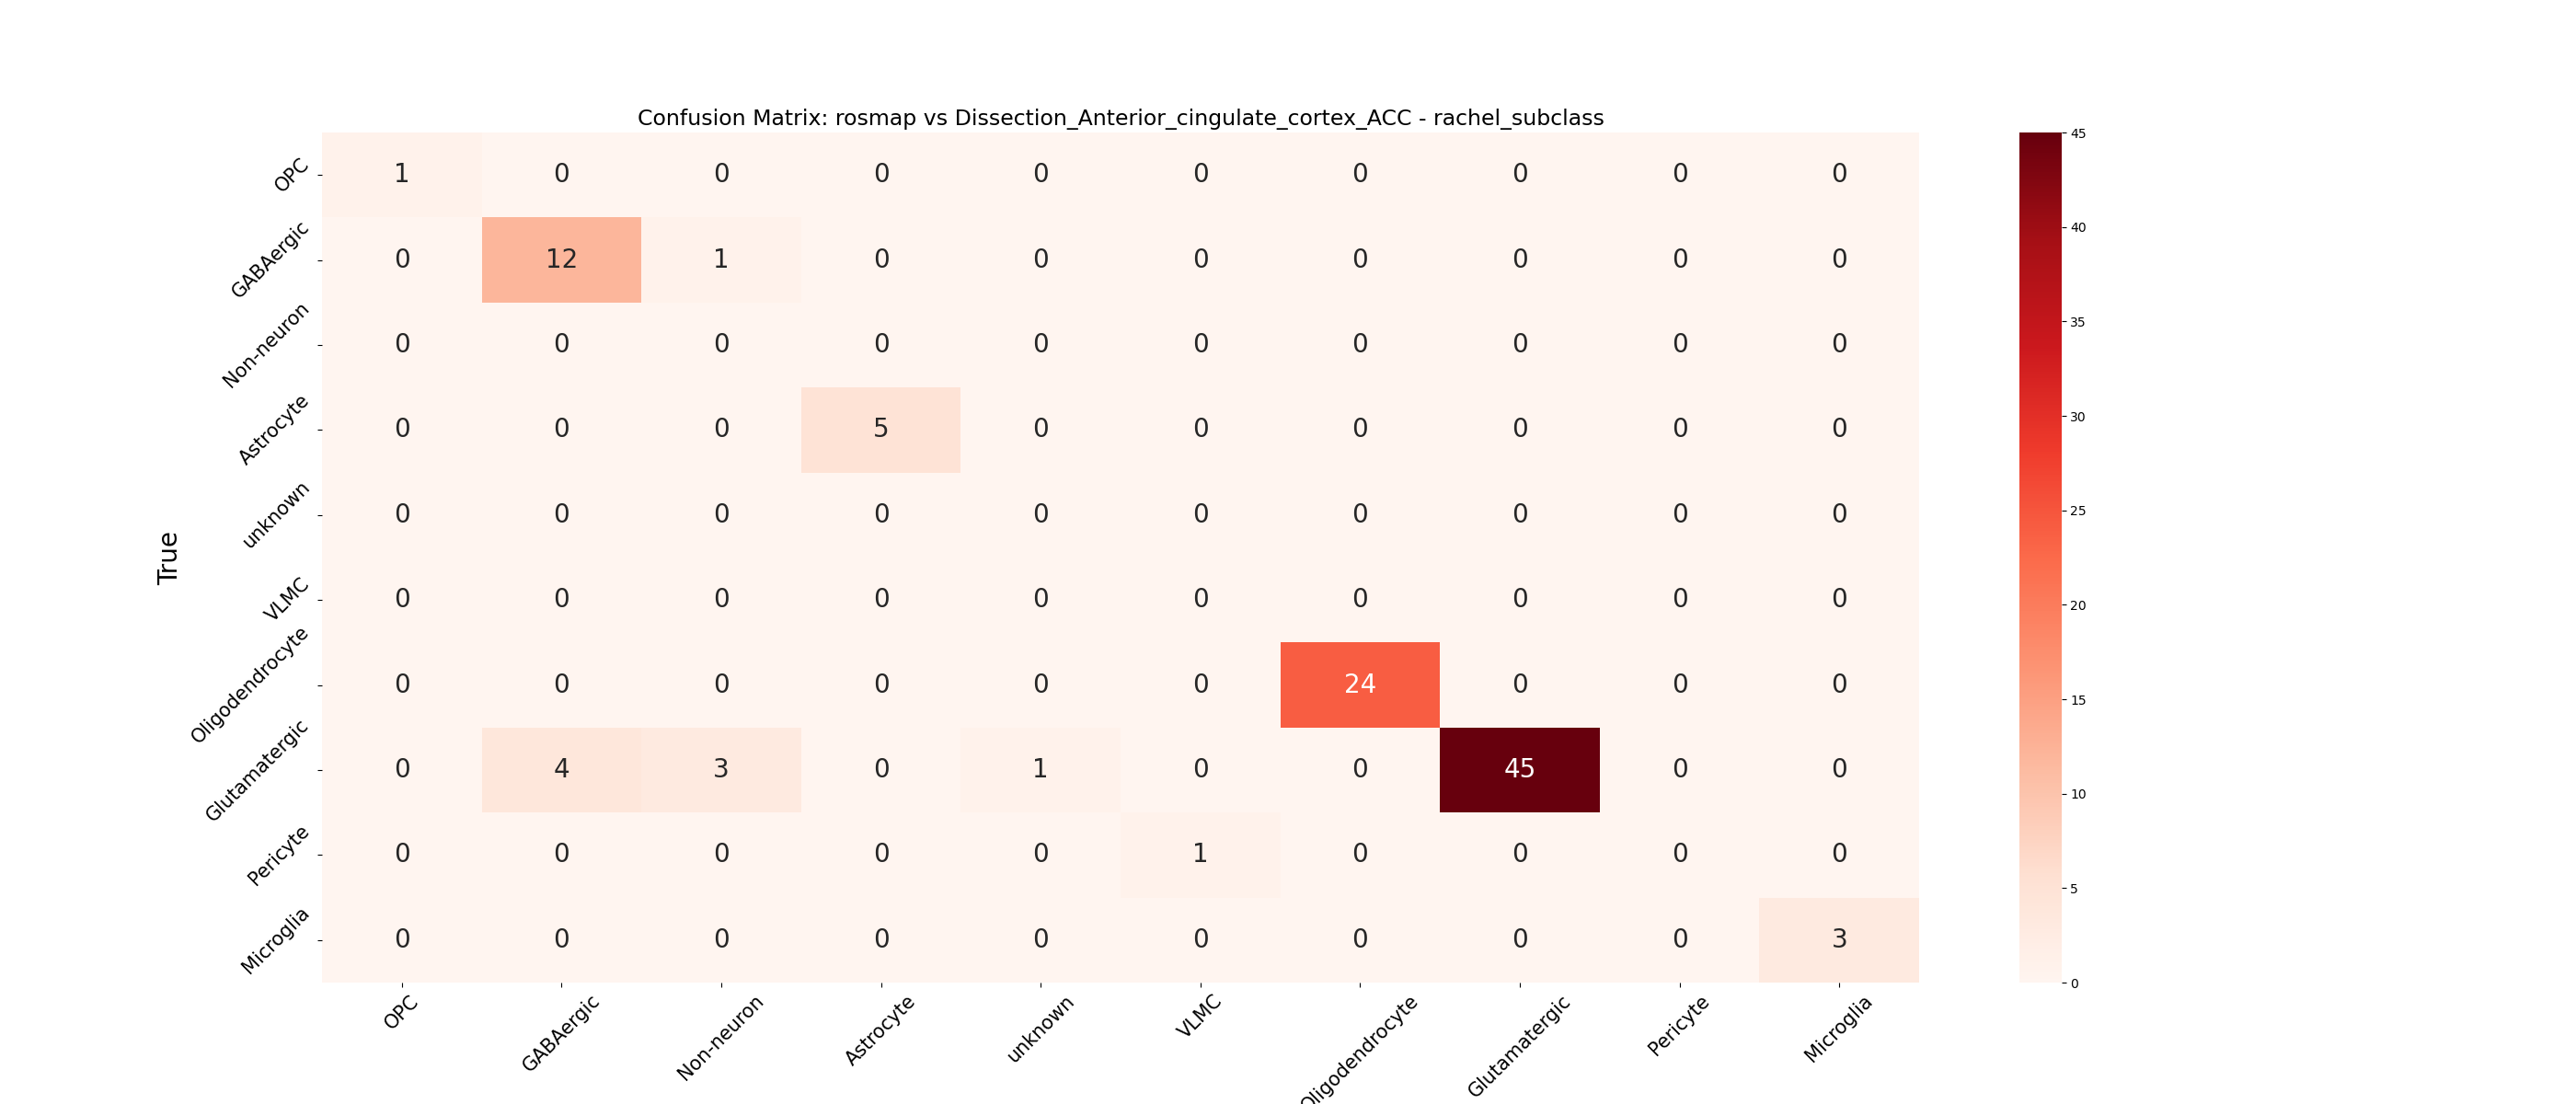 Confusion Matrix: rosmap vs Dissection_Anterior_cingulate_cortex_ACC - rachel_subclass
True
OPC 1 0 0 0 0 0 0 0 0 0
GABAergic 0 12 1 0 0 0 0 0 0 0
Non-neuron 0 0 0 0 0 0 0 0 0 0
Astrocyte 0 0 0 5 0 0 0 0 0 0
unknown 0 0 0 0 0 0 0 0 0 0
VLMC 0 0 0 0 0 0 0 0 0 0
Oligodendrocyte 0 0 0 0 0 0 24 0 0 0
Glutamatergic 0 4 3 0 1 0 0 45 0 0
Pericyte 0 0 0 0 0 1 0 0 0 0
Microglia 0 0 0 0 0 0 0 0 0 3
OPC GABAergic Non-neuron Astrocyte unknown VLMC Oligodendrocyte Glutamatergic Pericyte Microglia
45
40
35
30
25
20
15
10
5
0